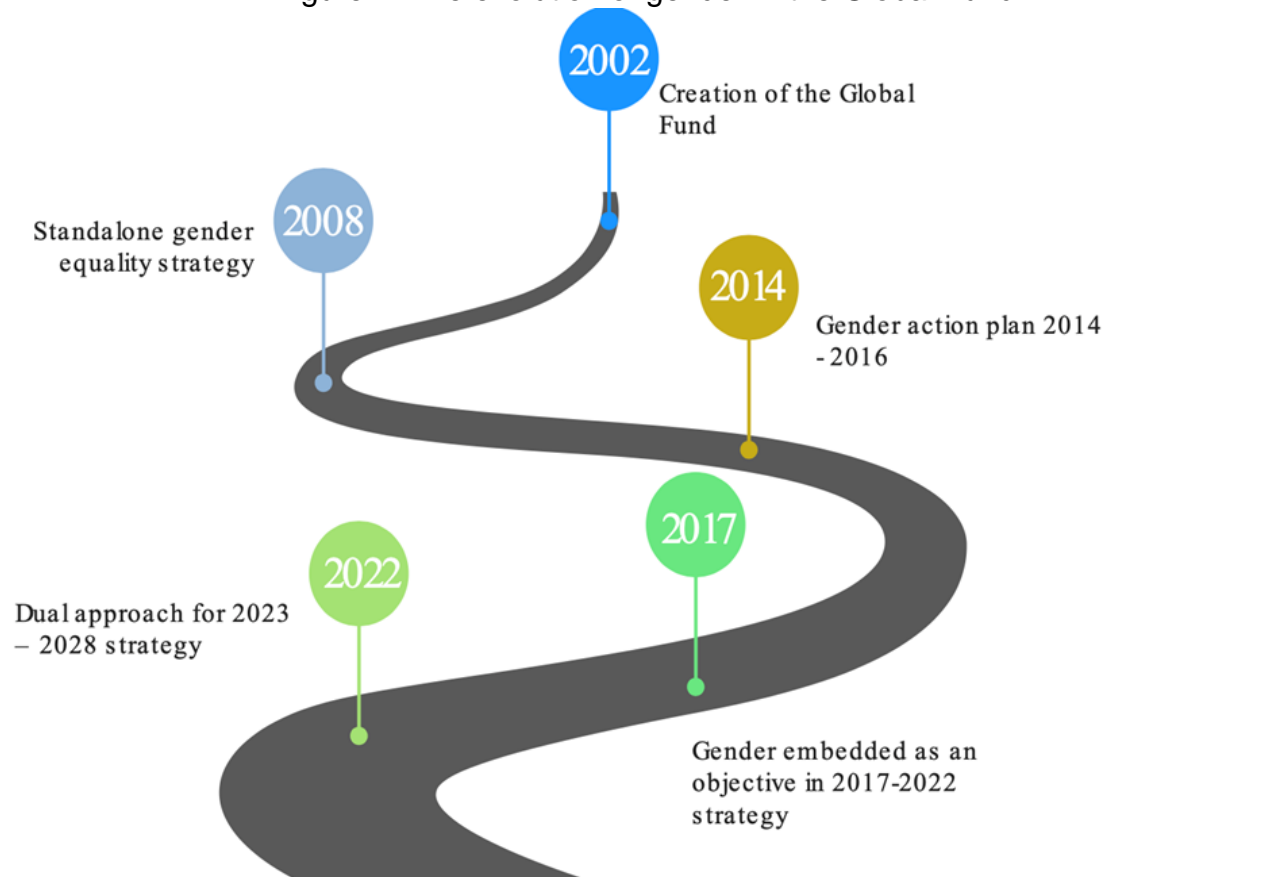 2002
Creation of the Global
Fund
2008
Standalone gender
equality strategy
2014
Gender action plan 2014
- 2016
2017
Gender embedded as an
objective in 2017-2022
strategy
2022
Dual approach for 2023
– 2028 strategy